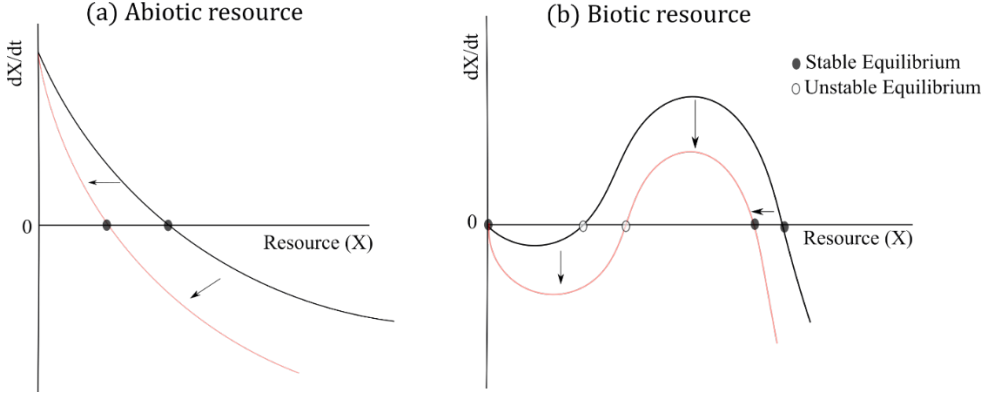 (a) Abiotic resource
dX/dt
0
Resource (X)
(b) Biotic resource
dX/dt
0
Resource (X)
Stable Equilibrium
Unstable Equilibrium